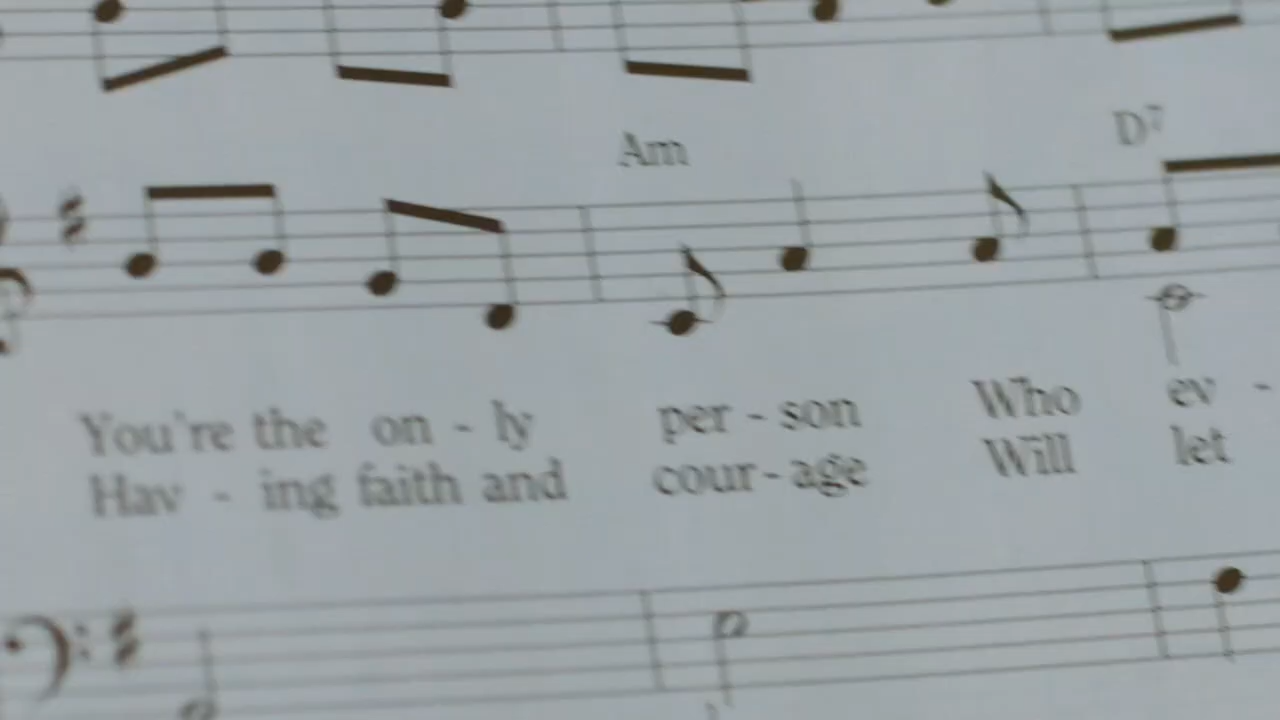 Am D7
You're the on - ly per - son Who ev -
Hav - ing faith and cour - age Will let